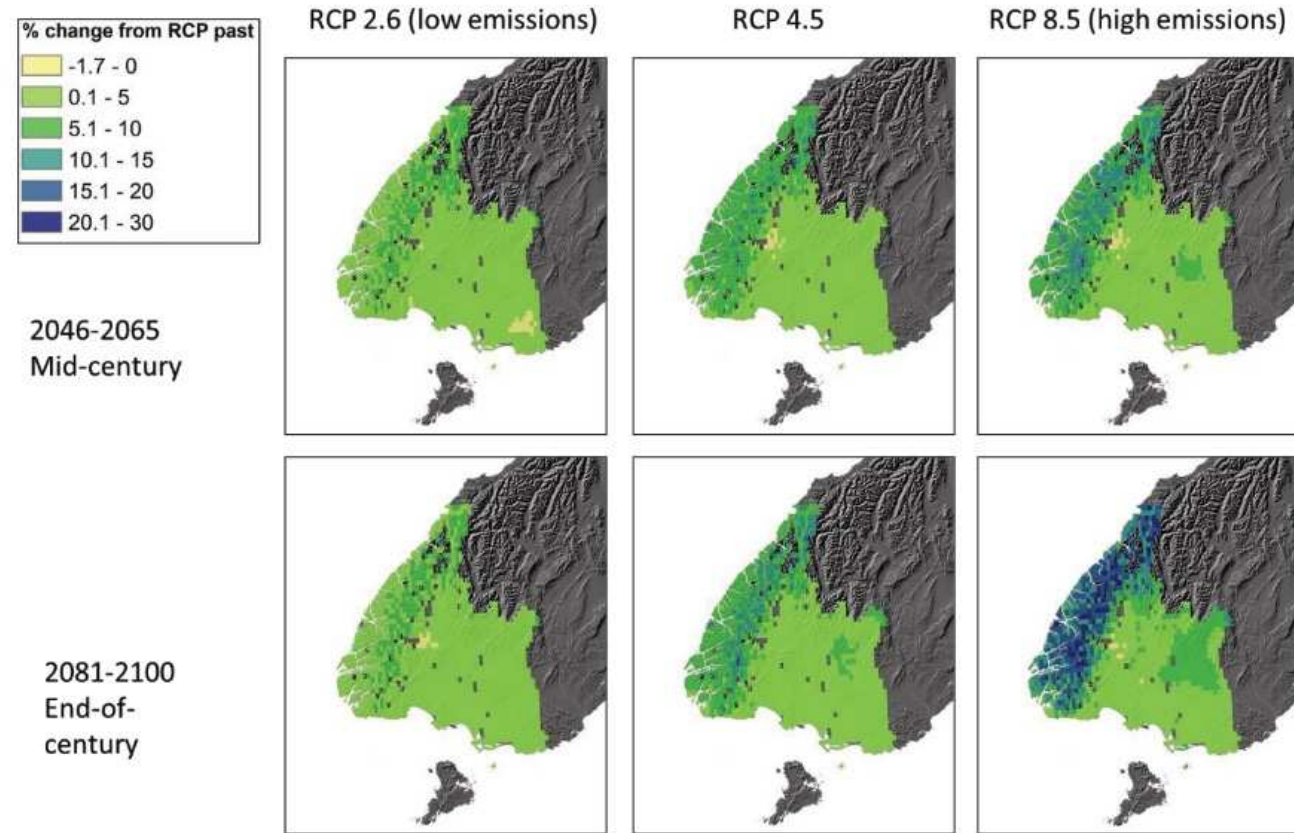 RCP 2.6 (low emissions)
RCP 4.5
RCP 8.5 (high emissions)
% change from RCP past
-1.7 - 0
0.1 - 5
5.1 - 10
10.1 - 15
15.1 - 20
20.1 - 30
2046-2065
Mid-century
2081-2100
End-of-
century